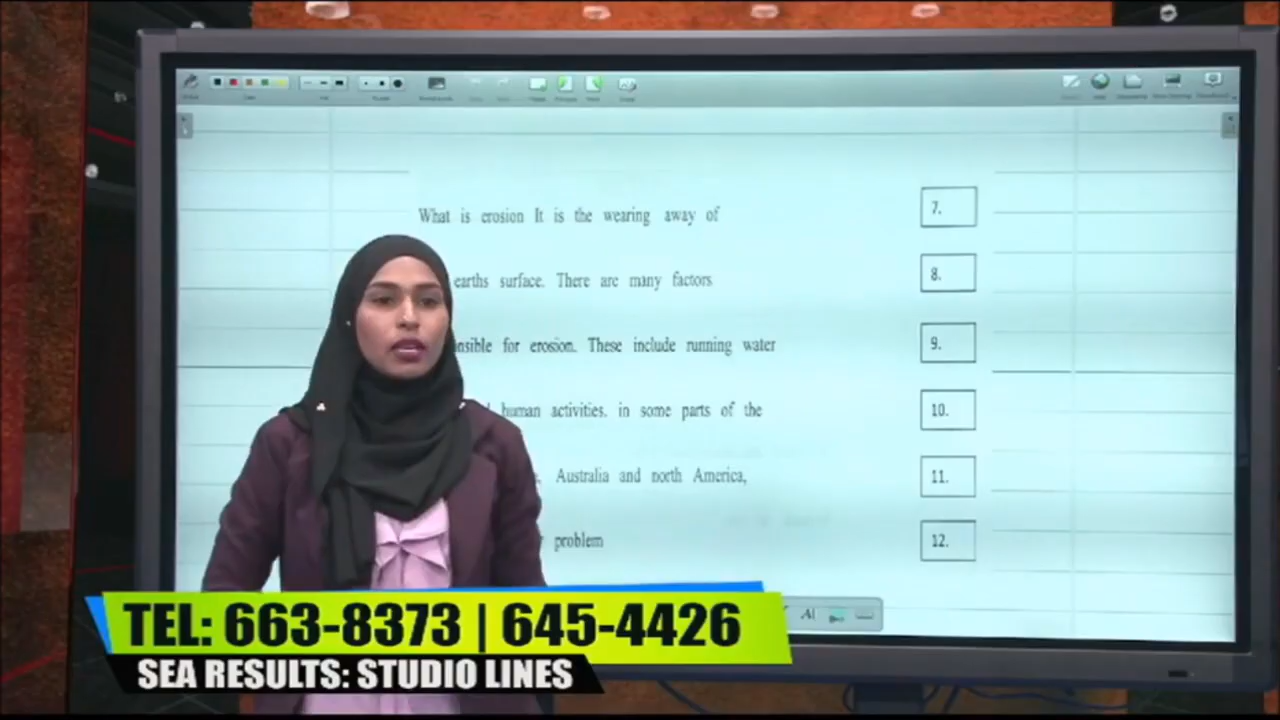 What is erosion It is the wearing away of
7.
earths surface. There are many factors
8.
nsible for erosion. These include running water
9.
human activities. in some parts of the
10.
Australia and north America,
11.
problem
12.
A|
TEL: 663-8373 | 645-4426
SEA RESULTS: STUDIO LINES